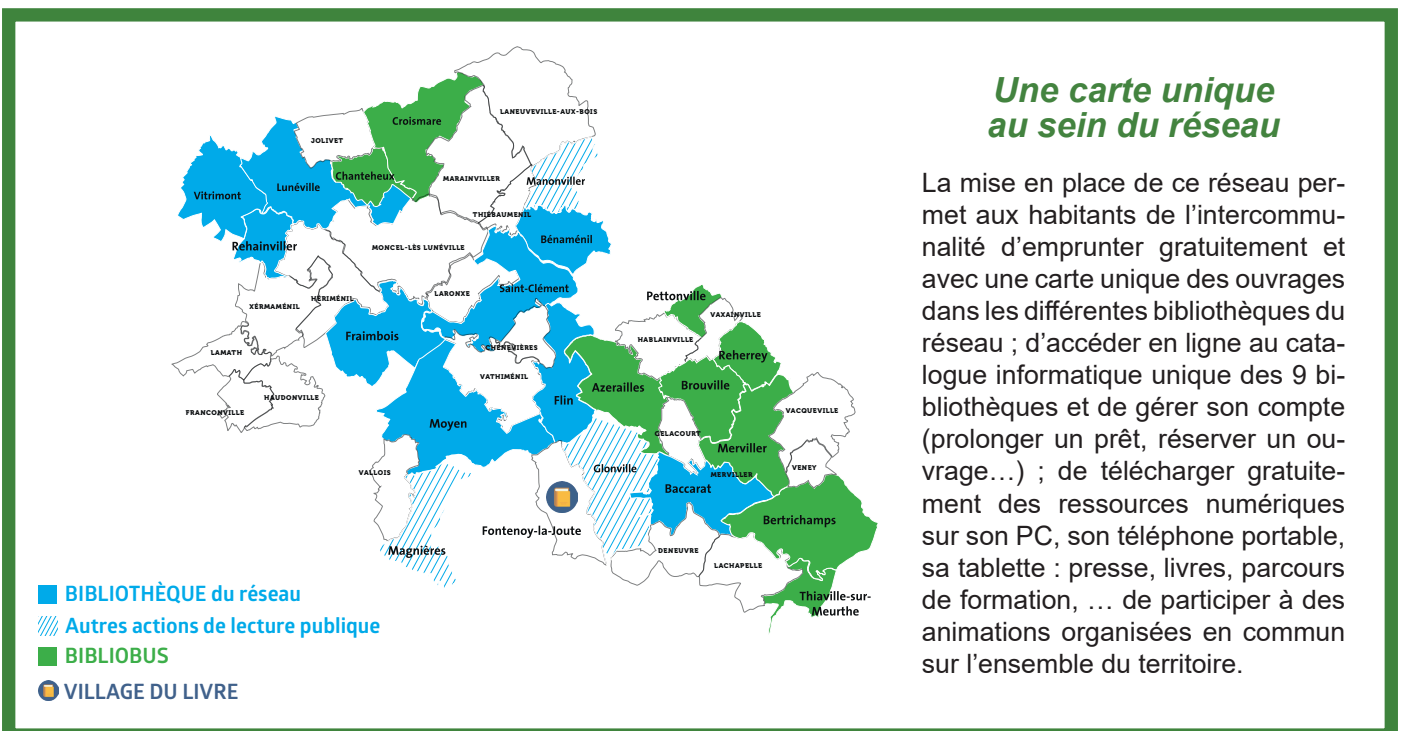 LANEUVEVILLE-AUX-BOIS
Croismare
JOLIVET
Chanteheux
MARAINVILLER
Manonviller
Lunéville
Vitrimont
THIÉBAUMENIL
Bénaménil
Rehainviller
MONCEL-LÈS LUNÉVILLE
Saint-Clément
LARONXE
HÉRIMÉNIL
XERMAMÉNIL
Pettonville
VAXAINVILLE
Fraimbois
HABLAINVILLE
CHENEVIÈRES
LAMATH
Reherrey
VATHIMÉNIL
Azerailles
Brouville
HAUDONVILLE
Flin
FRANCONVILLE
VACQUEVILLE
Moyen
GELACOURT
Merviller
VALLOIS
Glonville
VENEY
MERVILLER
Baccarat
Bertrichamps
Fontenoy-la-Joute
Magnières
DENEUVRE
LACHAPELLE
Thiaville-sur-
Meurthe
BIBLIOTHÈQUE du réseau
Autres actions de lecture publique
BIBLIOBUS
VILLAGE DU LIVRE
Une carte unique
au sein du réseau
La mise en place de ce réseau per-
met aux habitants de l’intercommu-
nalité d’emprunter gratuitement et
avec une carte unique des ouvrages
dans les différentes bibliothèques du
réseau ; d’accéder en ligne au cata-
logue informatique unique des 9 bi-
bliothèques et de gérer son compte
(prolonger un prêt, réserver un ou-
vrage…) ; de télécharger gratuite-
ment des ressources numériques
sur son PC, son téléphone portable,
sa tablette : presse, livres, parcours
de formation, … de participer à des
animations organisées en commun
sur l’ensemble du territoire.